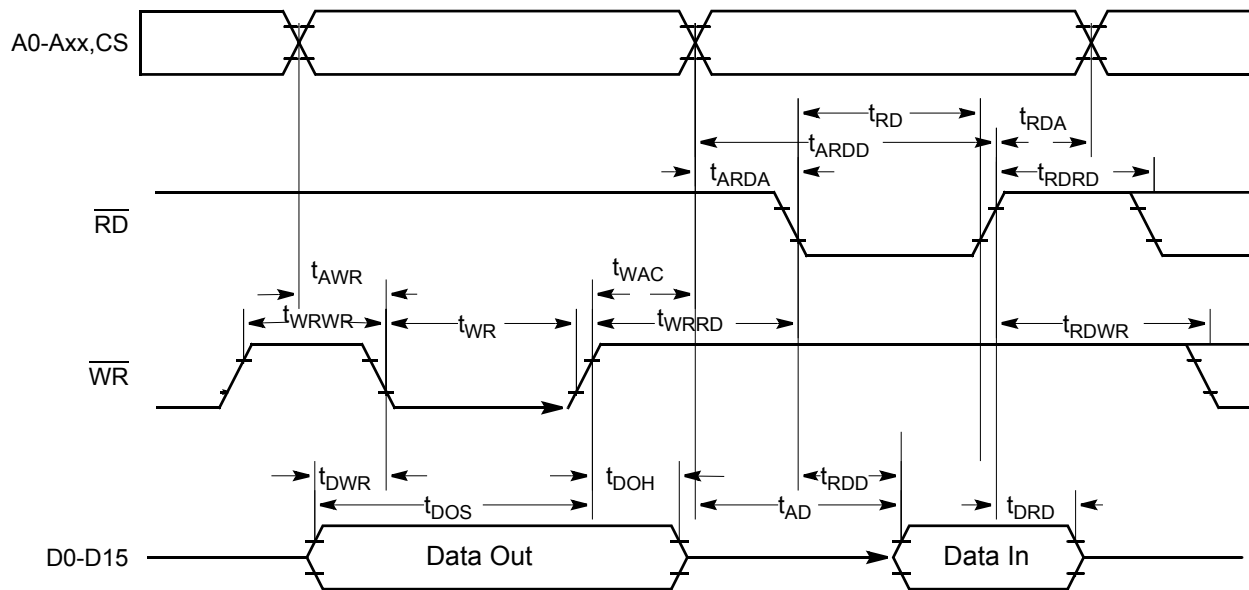 A0-Axx,CS
tRD
tRDA
tARDD
tARDA
tRDRD
RD
tAWR
tWAC
tWRWR
tWR
tWRRD
tRDWR
WR
tDWR
tDOH
tRDD
tDOS
tAD
tDRD
D0-D15
Data Out
Data In